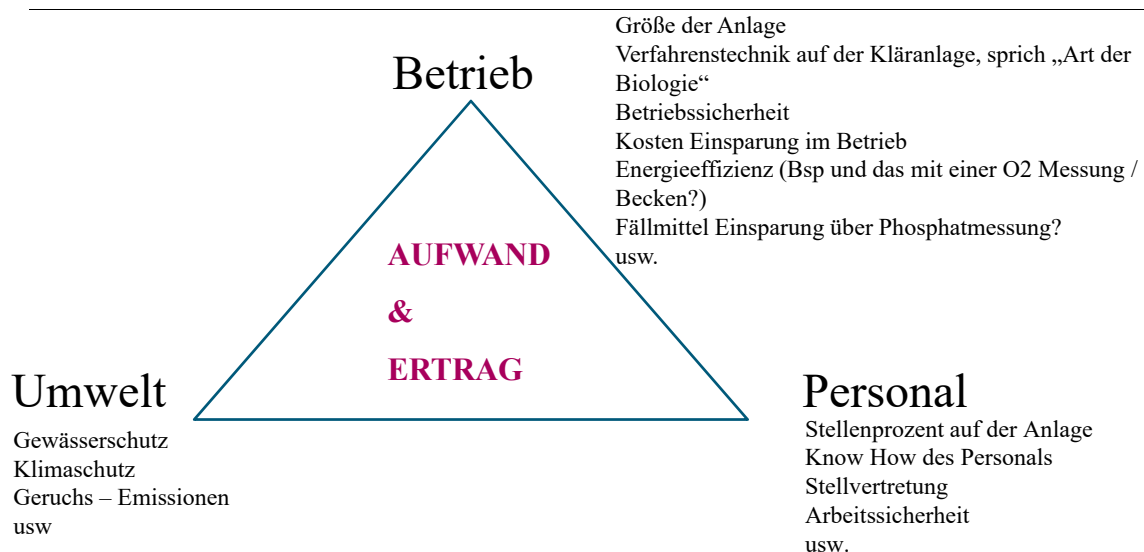 Betrieb
Größe der Anlage
Verfahrenstechnik auf der Kläranlage, sprich „Art der
Biologie“
Betriebssicherheit
Kosten Einsparung im Betrieb
Energieeffizienz (Bsp und das mit einer O2 Messung /
Becken?)
Fällmittel Einsparung über Phosphatmessung?
usw.
AUFWAND
&
ERTRAG
Umwelt
Gewässerschutz
Klimaschutz
Geruchs – Emissionen
usw
Personal
Stellenprozent auf der Anlage
Know How des Personals
Stellvertretung
Arbeitssicherheit
usw.